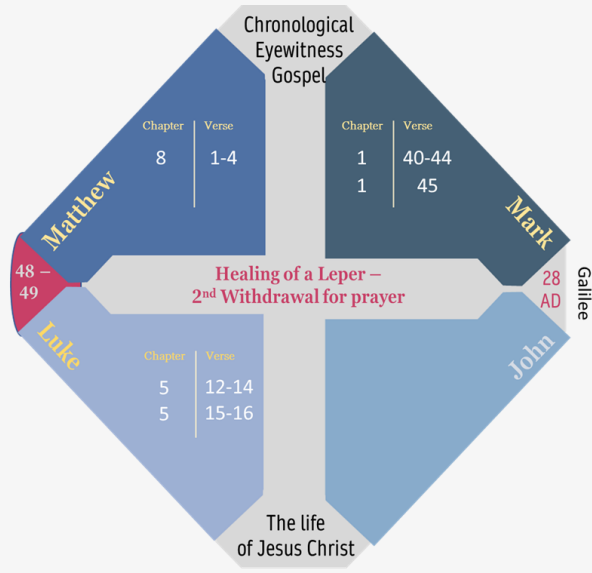 Chronological
Eyewitness
Gospel
Chapter Verse
8 1-4
Matthew
Chapter Verse
1 40-44
1 45
Mark
48 –
49
Healing of a Leper –
2nd Withdrawal for prayer
28
AD
Galilee
Luke
Chapter Verse
5 12-14
5 15-16
John
The life
of Jesus Christ